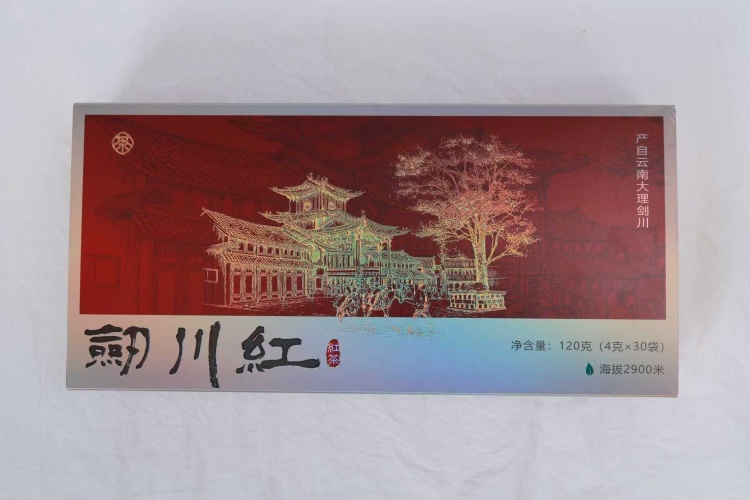 产自云南大理剑川
劒川紅
紅茶
净含量：120克（4克×30袋）
海拔2900米